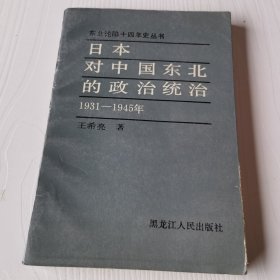 东北沦陷十四年史丛书
日本
对中国东北
的政治统治
1931—1945年
王希亮 著
黑龙江人民出版社